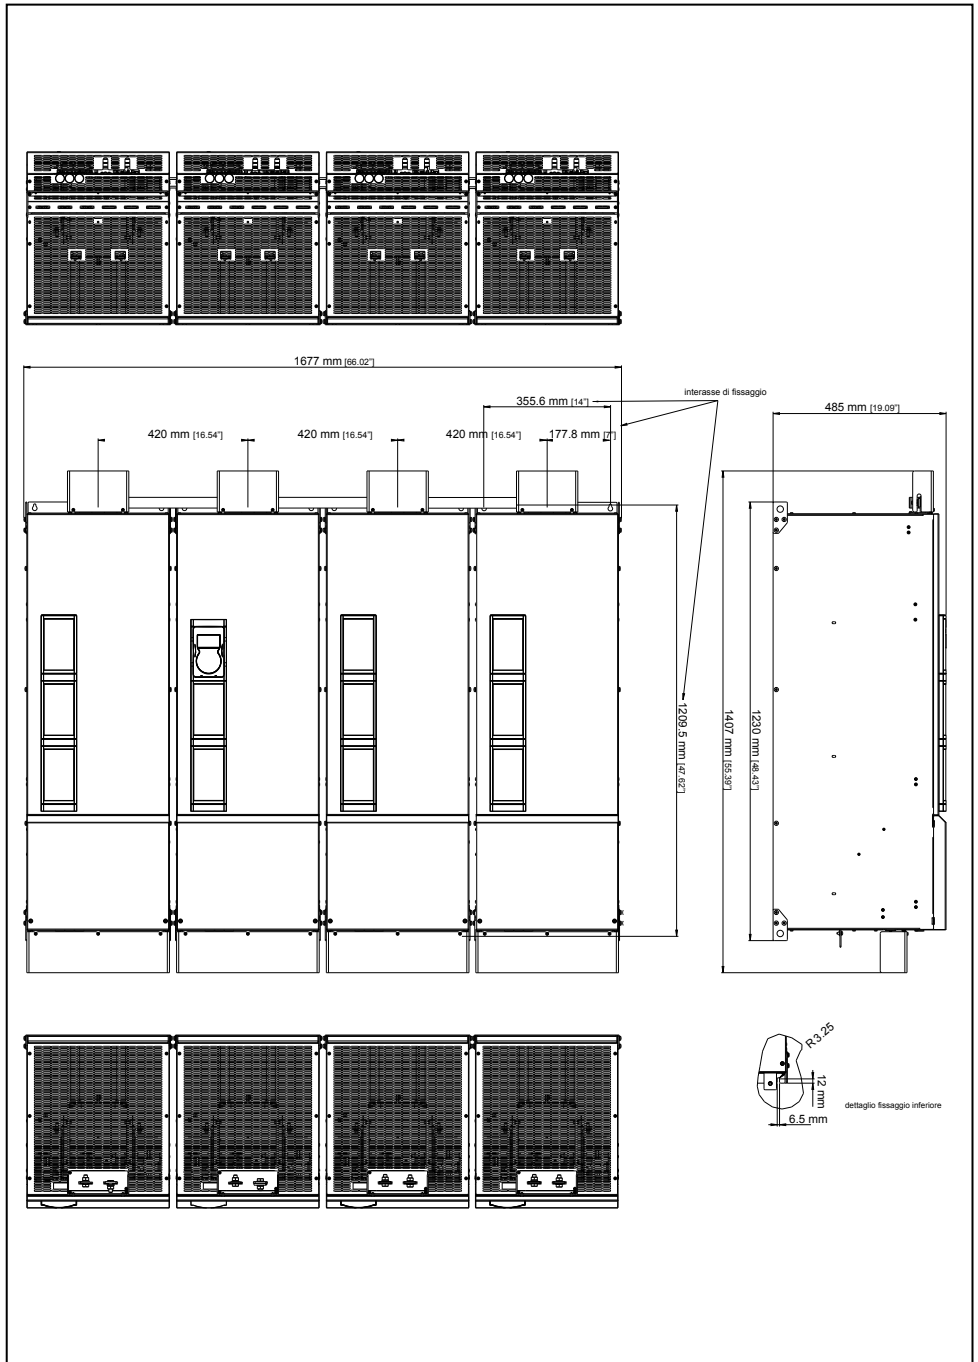 1677 mm [66.02"]
interasse di fissaggio
355.6 mm [14"]
485 mm [19.09"]
420 mm [16.54"]
420 mm [16.54"]
420 mm [16.54"]
177.8 mm [7"]
1209.5 mm [47.62"]
1407 mm [55.39"]
1230 mm [48.43"]
R3.25
12 mm
dettaglio fissaggio inferiore
6.5 mm